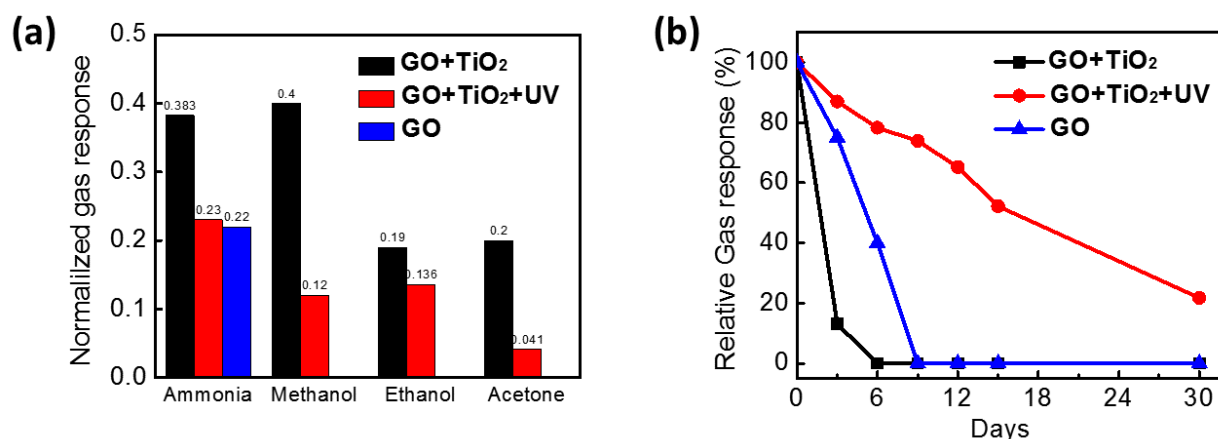 (a)
Normalilzed gas response
0.5
0.4
0.3
0.2
0.1
0.0
GO+TiO₂
GO+TiO₂+UV
GO
0.383
0.23
0.22
0.4
0.12
0.19
0.136
0.2
0.041
Ammonia Methanol Ethanol Acetone
(b)
Relative Gas response (%)
100
80
60
40
20
0
GO+TiO₂
GO+TiO₂+UV
GO
0 6 12 18 24 30
Days